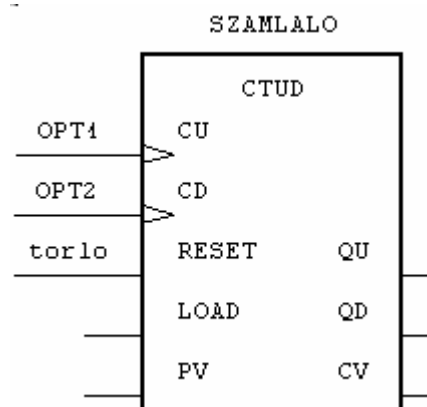 SZAMLALO
CTUD
OPT1 CU
OPT2 CD
torlo RESET QU
LOAD QD
PV CV